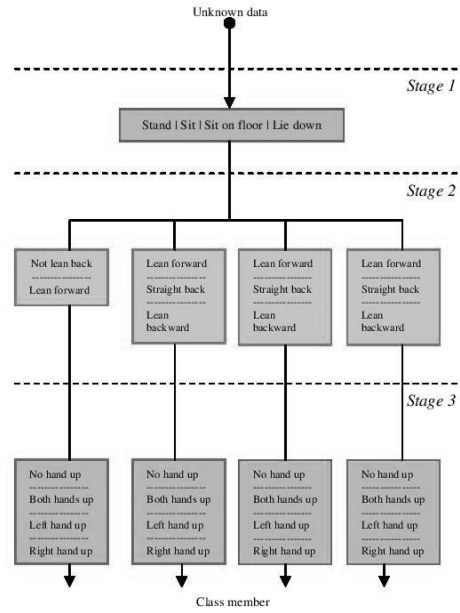 Unknown data
Stage 1
Stand | Sit | Sit on floor | Lie down
Stage 2
Not lean back
Lean forward
Lean forward
Straight back
Lean
backward
Lean forward
Straight back
Lean
backward
Lean forward
Straight back
Lean
backward
Stage 3
No hand up
Both hands up
Left hand up
Right hand up
No hand up
Both hands up
Left hand up
Right hand up
No hand up
Both hands up
Left hand up
Right hand up
No hand up
Both hands up
Left hand up
Right hand up
Class member